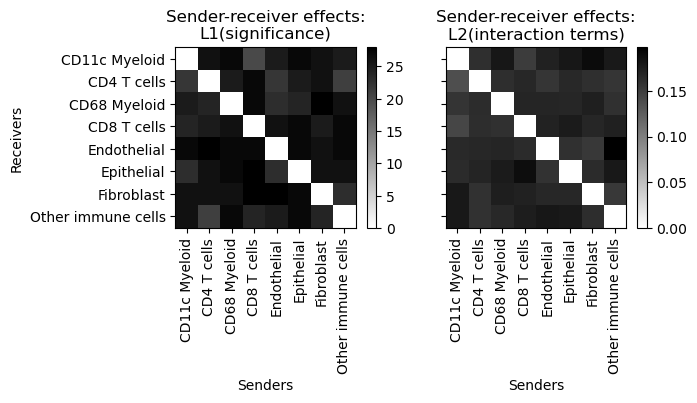 Sender-receiver effects:
L1(significance)
Sender-receiver effects:
L2(interaction terms)
Receivers
CD11c Myeloid
CD4 T cells
CD68 Myeloid
CD8 T cells
Endothelial
Epithelial
Fibroblast
Other immune cells
25
20
15
10
5
0
0.15
0.10
0.05
0.00
CD11c Myeloid
CD4 T cells
CD68 Myeloid
CD8 T cells
Endothelial
Epithelial
Fibroblast
Other immune cells
CD11c Myeloid
CD4 T cells
CD68 Myeloid
CD8 T cells
Endothelial
Epithelial
Fibroblast
Other immune cells
Senders
Senders